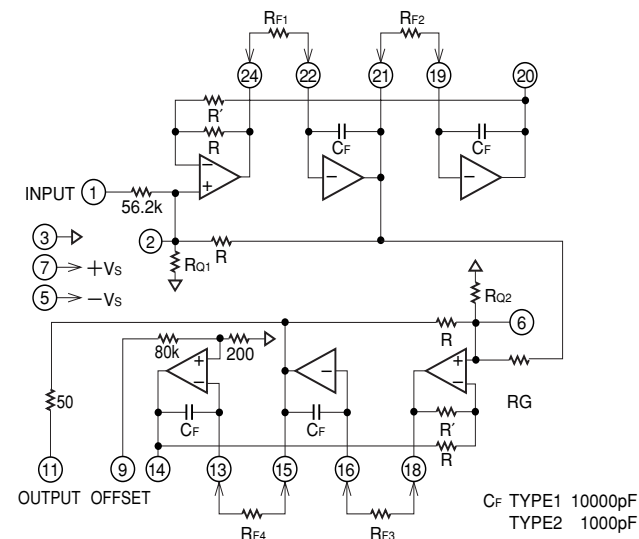 RF1
RF2
24
22
21
19
20
R′
R
CF
CF
−
+
−
−
INPUT 1
56.2k
2
R
3
RQ1
7 +VS
5 −VS
RQ2
R
6
80k
200
+
−
−
+
−
RG
50
CF
CF
R′
R
11
9
14
13
15
16
18
OUTPUT OFFSET
RF4
RF3
CF TYPE1 10000pF
TYPE2 1000pF